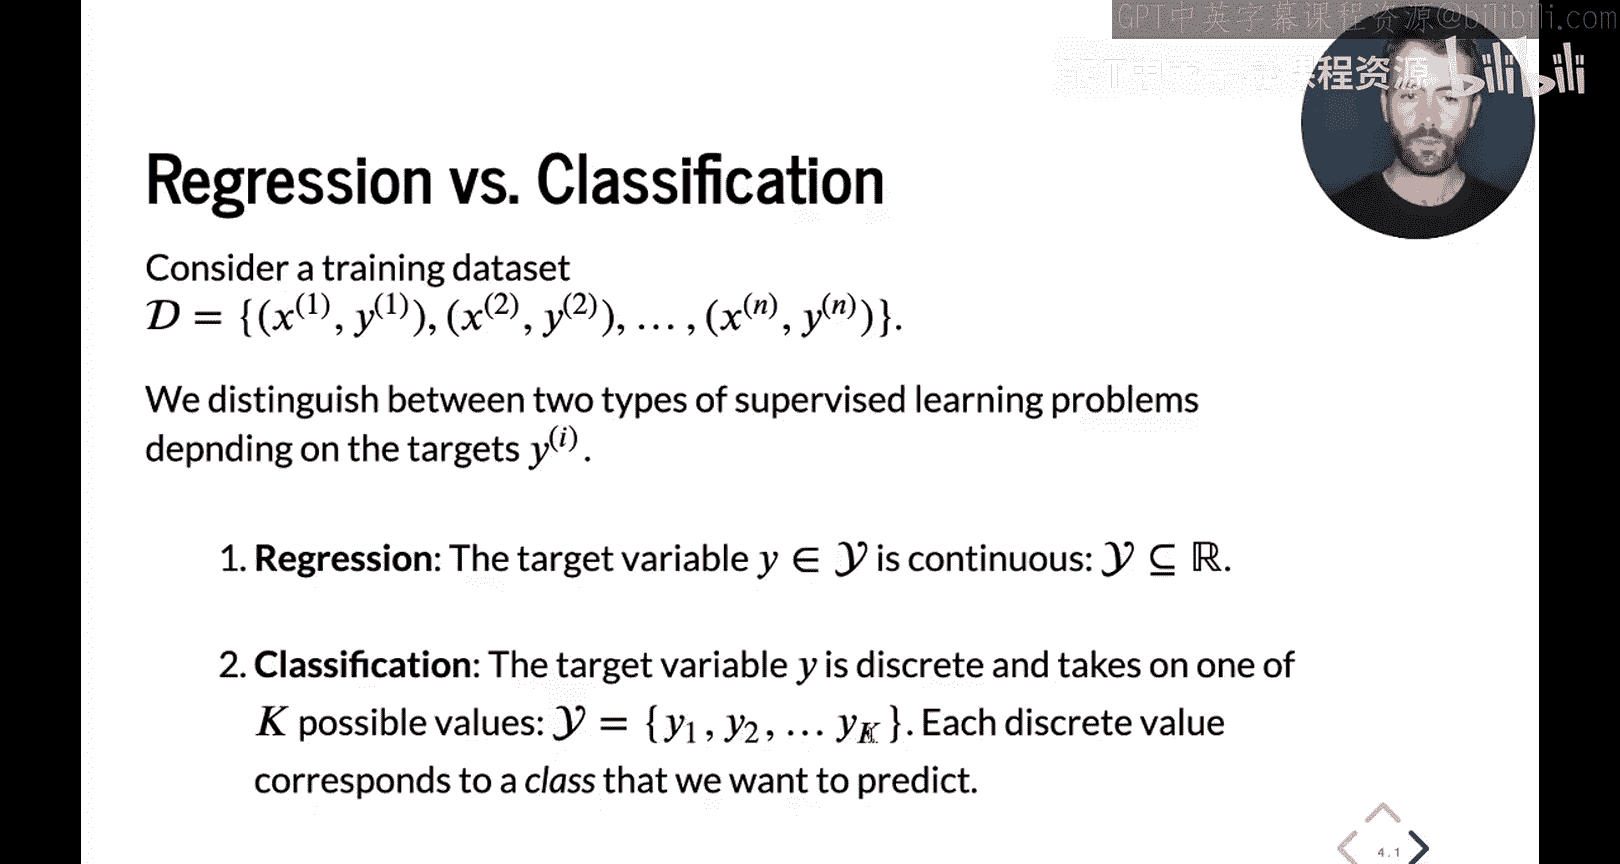 GPT中英字幕课程资源@bilibili.com
程资源 bilibili
Regression vs. Classification
Consider a training dataset
𝒟 = {(x⁽¹⁾, y⁽¹⁾), (x⁽²⁾, y⁽²⁾), … , (x⁽ⁿ⁾, y⁽ⁿ⁾)}.
We distinguish between two types of supervised learning problems
depnding on the targets y⁽ⁱ⁾.
1. Regression: The target variable y ∈ 𝒴 is continuous: 𝒴 ⊆ ℝ.
2. Classification: The target variable y is discrete and takes on one of
K possible values: 𝒴 = {y₁, y₂, … y_K}. Each discrete value
corresponds to a class that we want to predict.
4.1